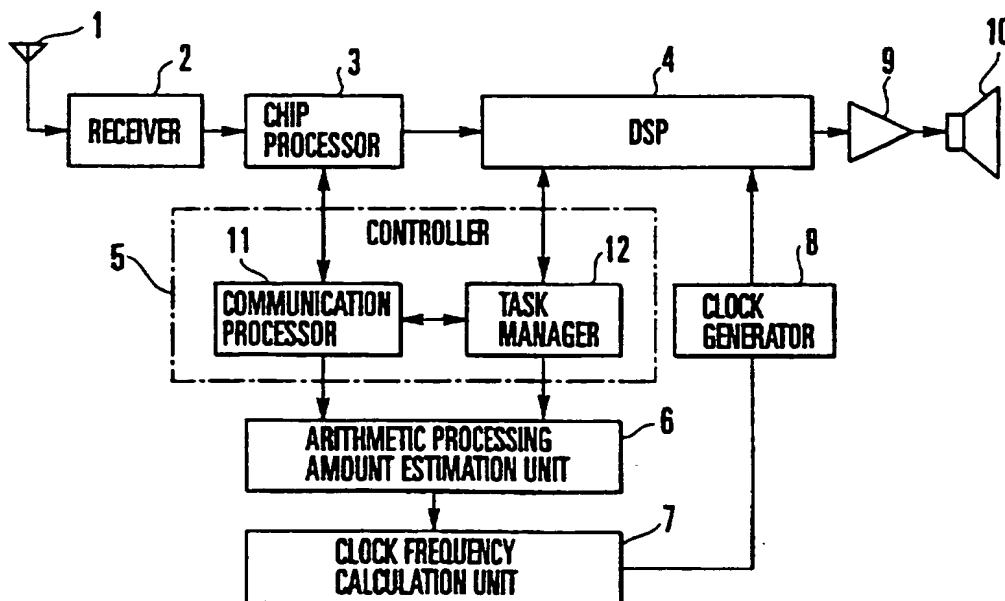 1
2
3
4
9
10
RECEIVER
CHIP
PROCESSOR
DSP
CONTROLLER
5
11
12
8
COMMUNICATION
PROCESSOR
TASK
MANAGER
CLOCK
GENERATOR
6
ARITHMETIC PROCESSING
AMOUNT ESTIMATION UNIT
7
CLOCK FREQUENCY
CALCULATION UNIT